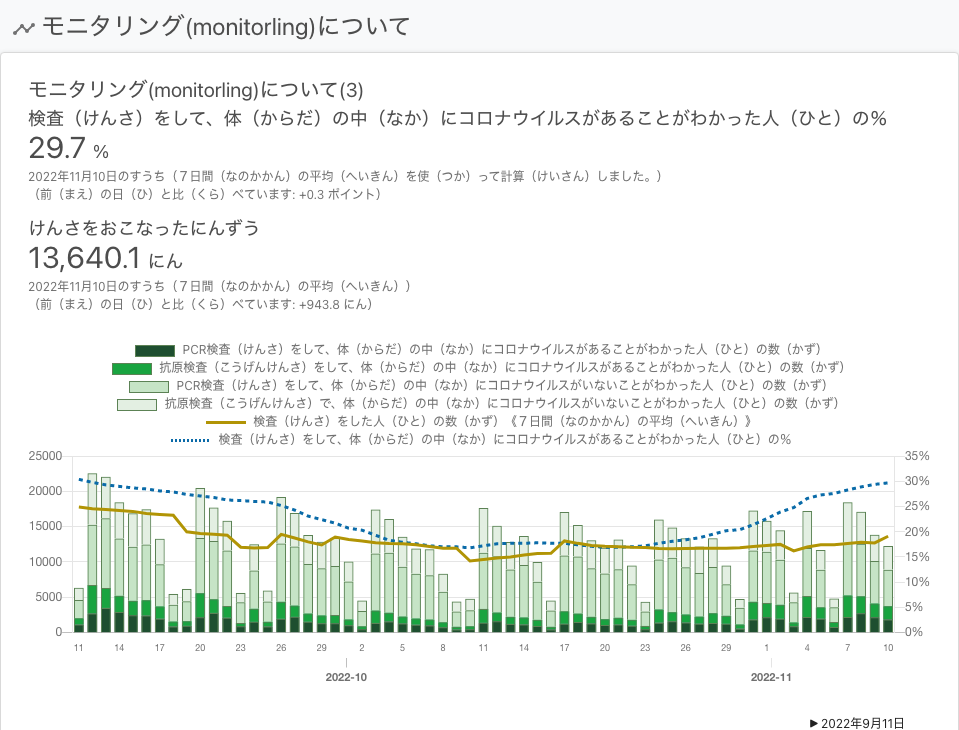 モニタリング(monitorling)について
モニタリング(monitorling)について(3)
検査（けんさ）をして、体（からだ）の中（なか）にコロナウイルスがあることがわかった人（ひと）の%
29.7 %
2022年11月10日のすうち（７日間（なのかかん）の平均（へいきん）を使（つか）って計算（けいさん）しました。）
（前（まえ）の日（ひ）と比（くら）べています: +0.3 ポイント）
けんさをおこなったにんずう
13,640.1 にん
2022年11月10日のすうち（７日間（なのかかん）の平均（へいきん））
（前（まえ）の日（ひ）と比（くら）べています: +943.8 にん）
PCR検査（けんさ）をして、体（からだ）の中（なか）にコロナウイルスがあることがわかった人（ひと）の数（かず）
抗原検査（こうげんけんさ）をして、体（からだ）の中（なか）にコロナウイルスがあることがわかった人（ひと）の数（かず）
PCR検査（けんさ）をして、体（からだ）の中（なか）にコロナウイルスがいないことがわかった人（ひと）の数（かず）
抗原検査（こうげんけんさ）で、体（からだ）の中（なか）にコロナウイルスがいないことがわかった人（ひと）の数（かず）
検査（けんさ）をした人（ひと）の数（かず）《７日間（なのかかん）の平均（へいきん）》
検査（けんさ）をして、体（からだ）の中（なか）にコロナウイルスがあることがわかった人（ひと）の%
25000 35%
30%
20000
25%
15000 20%
15%
10000
10%
5000
5%
0 0%
11 14 17 20 23 26 29 2 5 8 11 14 17 20 23 26 29 1 4 7 10
2022-10 2022-11
▶ 2022年9月11日